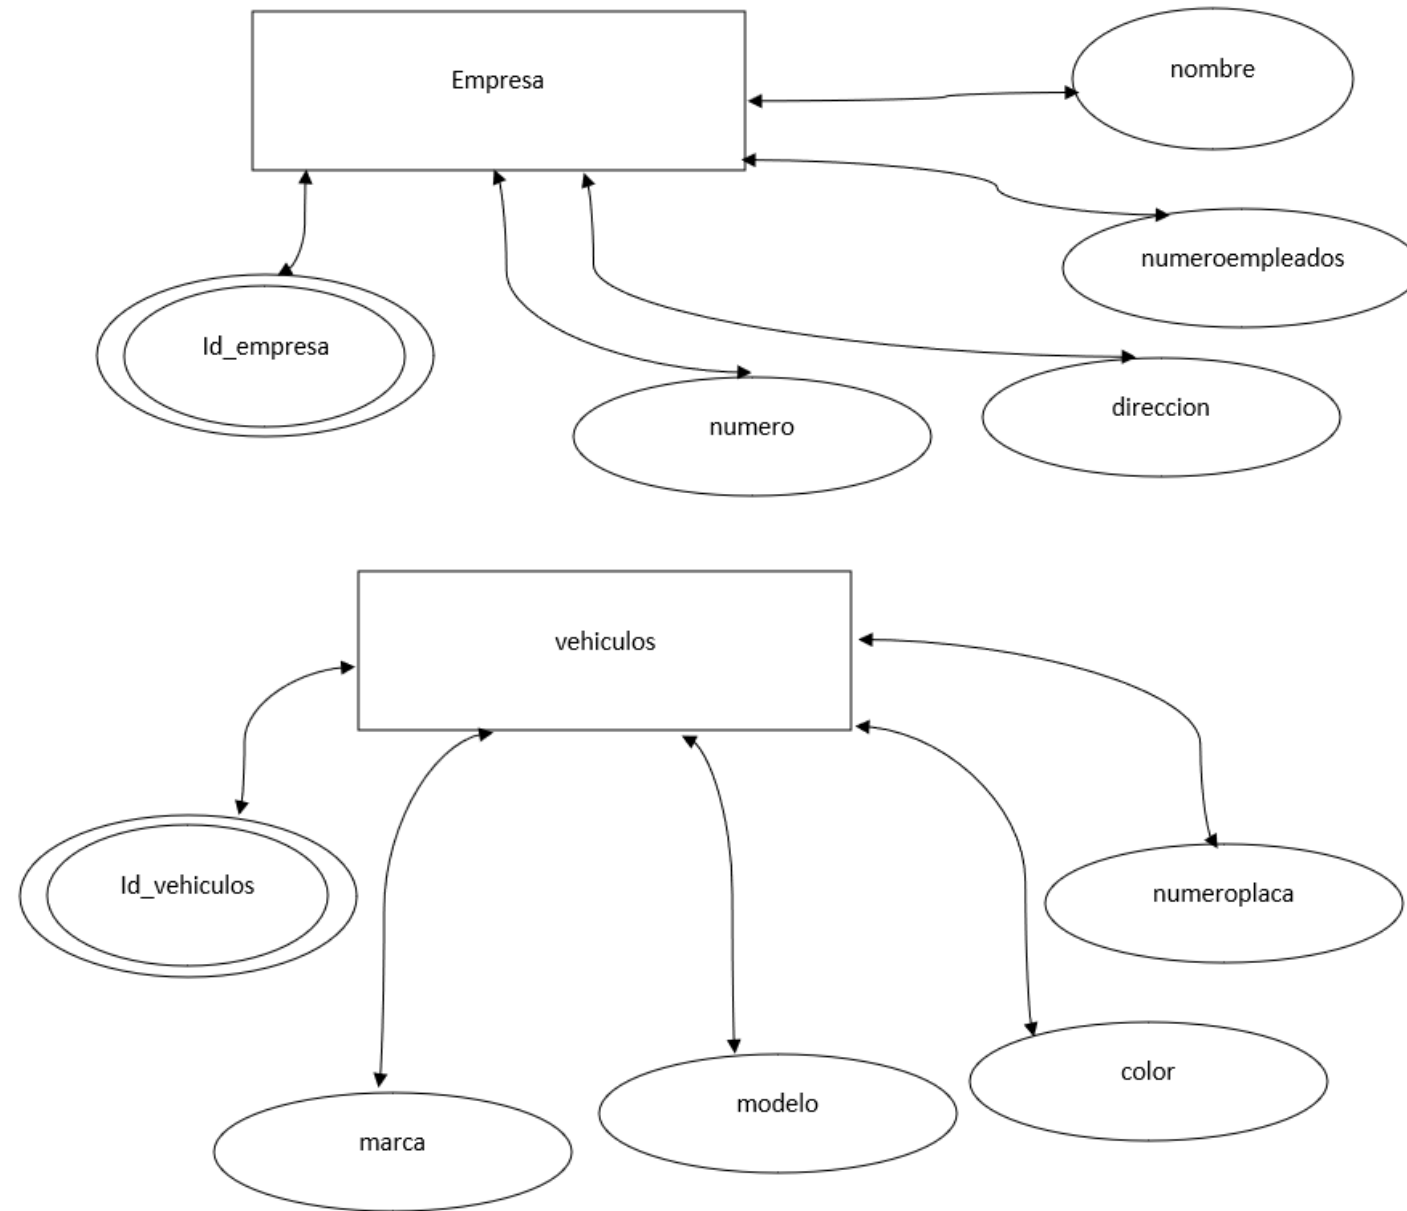 Empresa
nombre
numeroempleados
Id_empresa
direccion
numero
vehiculos
Id_vehiculos
numeroplaca
color
modelo
marca